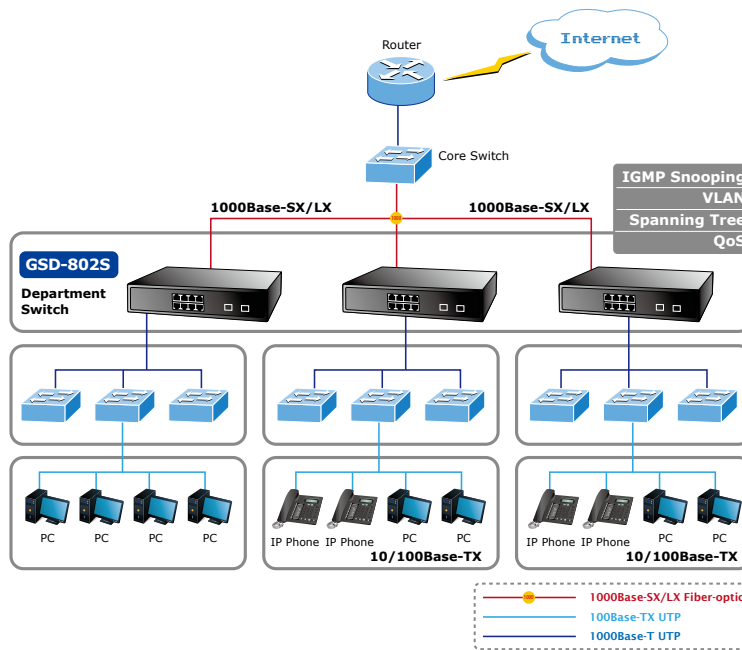 Internet
Router
Core Switch
IGMP Snooping
VLAN
Spanning Tree
QoS
1000Base-SX/LX
1000Base-SX/LX
1000
GSD-802S
Department
Switch
PC
PC
PC
PC
IP Phone
IP Phone
PC
PC
10/100Base-TX
IP Phone
IP Phone
PC
PC
10/100Base-TX
1000
1000Base-SX/LX Fiber-optic
100Base-TX UTP
1000Base-T UTP